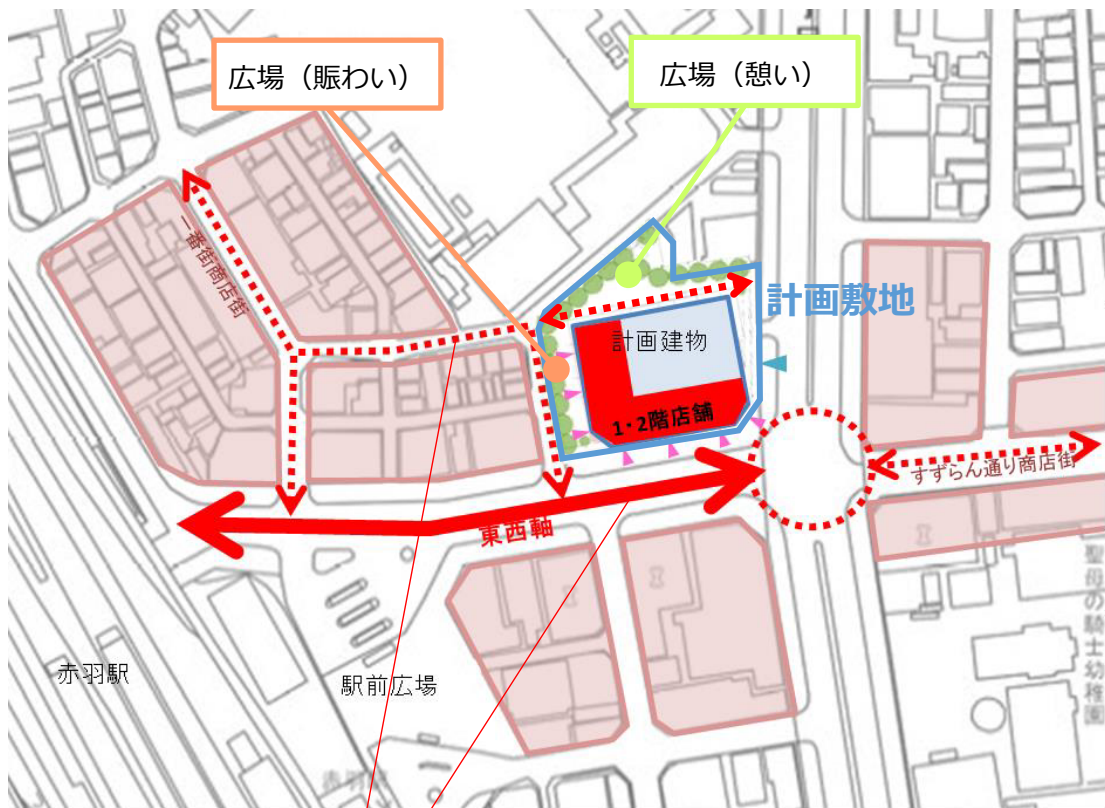 広場（賑わい）
広場（憩い）
一番街商店街
計画敷地
計画建物
1・2階店舗
すずらん通り商店街
東西軸
聖母の騎士幼稚園
赤羽駅
駅前広場